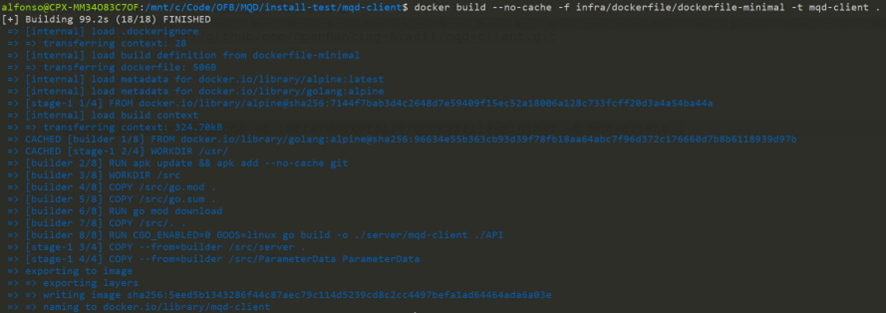 alfonso@CPX-MM34O83C7OF:/mnt/c/Code/OFB/MQD/install-test/mqd-client$ docker build --no-cache -f infra/dockerfile/dockerfile-minimal -t mqd-client .
[+] Building 99.2s (18/18) FINISHED
=> [internal] load .dockerignore
=> => transferring context: 2B
=> [internal] load build definition from dockerfile-minimal
=> => transferring dockerfile: 506B
=> [internal] load metadata for docker.io/library/alpine:latest
=> [internal] load metadata for docker.io/library/golang:alpine
=> [stage-1 1/4] FROM docker.io/library/alpine@sha256:7144f7bab3d4c2648d7e59409f15ec52a18006a128c733fcff20d3a4a54ba44a
=> [internal] load build context
=> => transferring context: 324.70kB
=> CACHED [builder 1/8] FROM docker.io/library/golang:alpine@sha256:96634e55b363cb93d39f78fb18aa64abc7f96d372c176660d7b8b6118939d97b
=> CACHED [stage-1 2/4] WORKDIR /usr/
=> [builder 2/8] RUN apk update && apk add --no-cache git
=> [builder 3/8] WORKDIR /src
=> [builder 4/8] COPY /src/go.mod .
=> [builder 5/8] COPY /src/go.sum .
=> [builder 6/8] RUN go mod download
=> [builder 7/8] COPY /src/. .
=> [builder 8/8] RUN CGO_ENABLED=0 GOOS=linux go build -o ./server/mqd-client ./API
=> [stage-1 3/4] COPY --from=builder /src/server .
=> [stage-1 4/4] COPY --from=builder /src/ParameterData ParameterData
=> exporting to image
=> => exporting layers
=> => writing image sha256:5eed5b1343286f44c87aec79c114d5239cd8c2cc4497befa1ad64464ada6a03e
=> => naming to docker.io/library/mqd-client